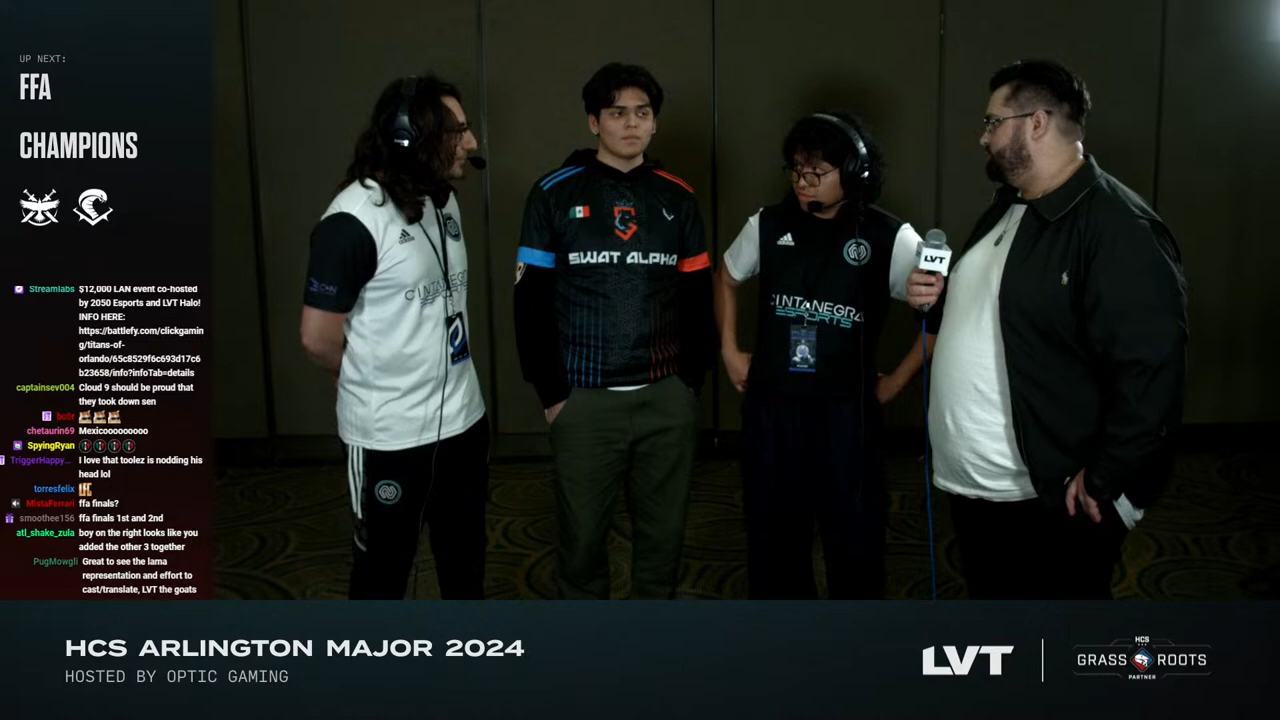 UP NEXT:
FFA
CHAMPIONS
Streamlabs $12,000 LAN event co-hosted
by 2050 Esports and LVT Halo!
INFO HERE:
https://battlefy.com/clickgamin
g/titans-of-
orlando/65c8529f6c693d17c6
b23658/info?infoTab=details
captainsev004 Cloud 9 should be proud that
they took down sen
chetaurin69 Mexicooooooooo
SpyingRyan
TriggerHappy... I love that toolez is nodding his
head lol
torresfelix
MistaFerrari ffa finals?
smoothee156 ffa finals 1st and 2nd
atl_shake_zula boy on the right looks like you
added the other 3 together
PugMowgli Great to see the lama
representation and effort to
cast/translate, LVT the goats
SWAT ALPHA
CINTANEGRA
ESPORTS
LVT
HCS ARLINGTON MAJOR 2024
HOSTED BY OPTIC GAMING
LVT
HCS
GRASS ROOTS
PARTNER